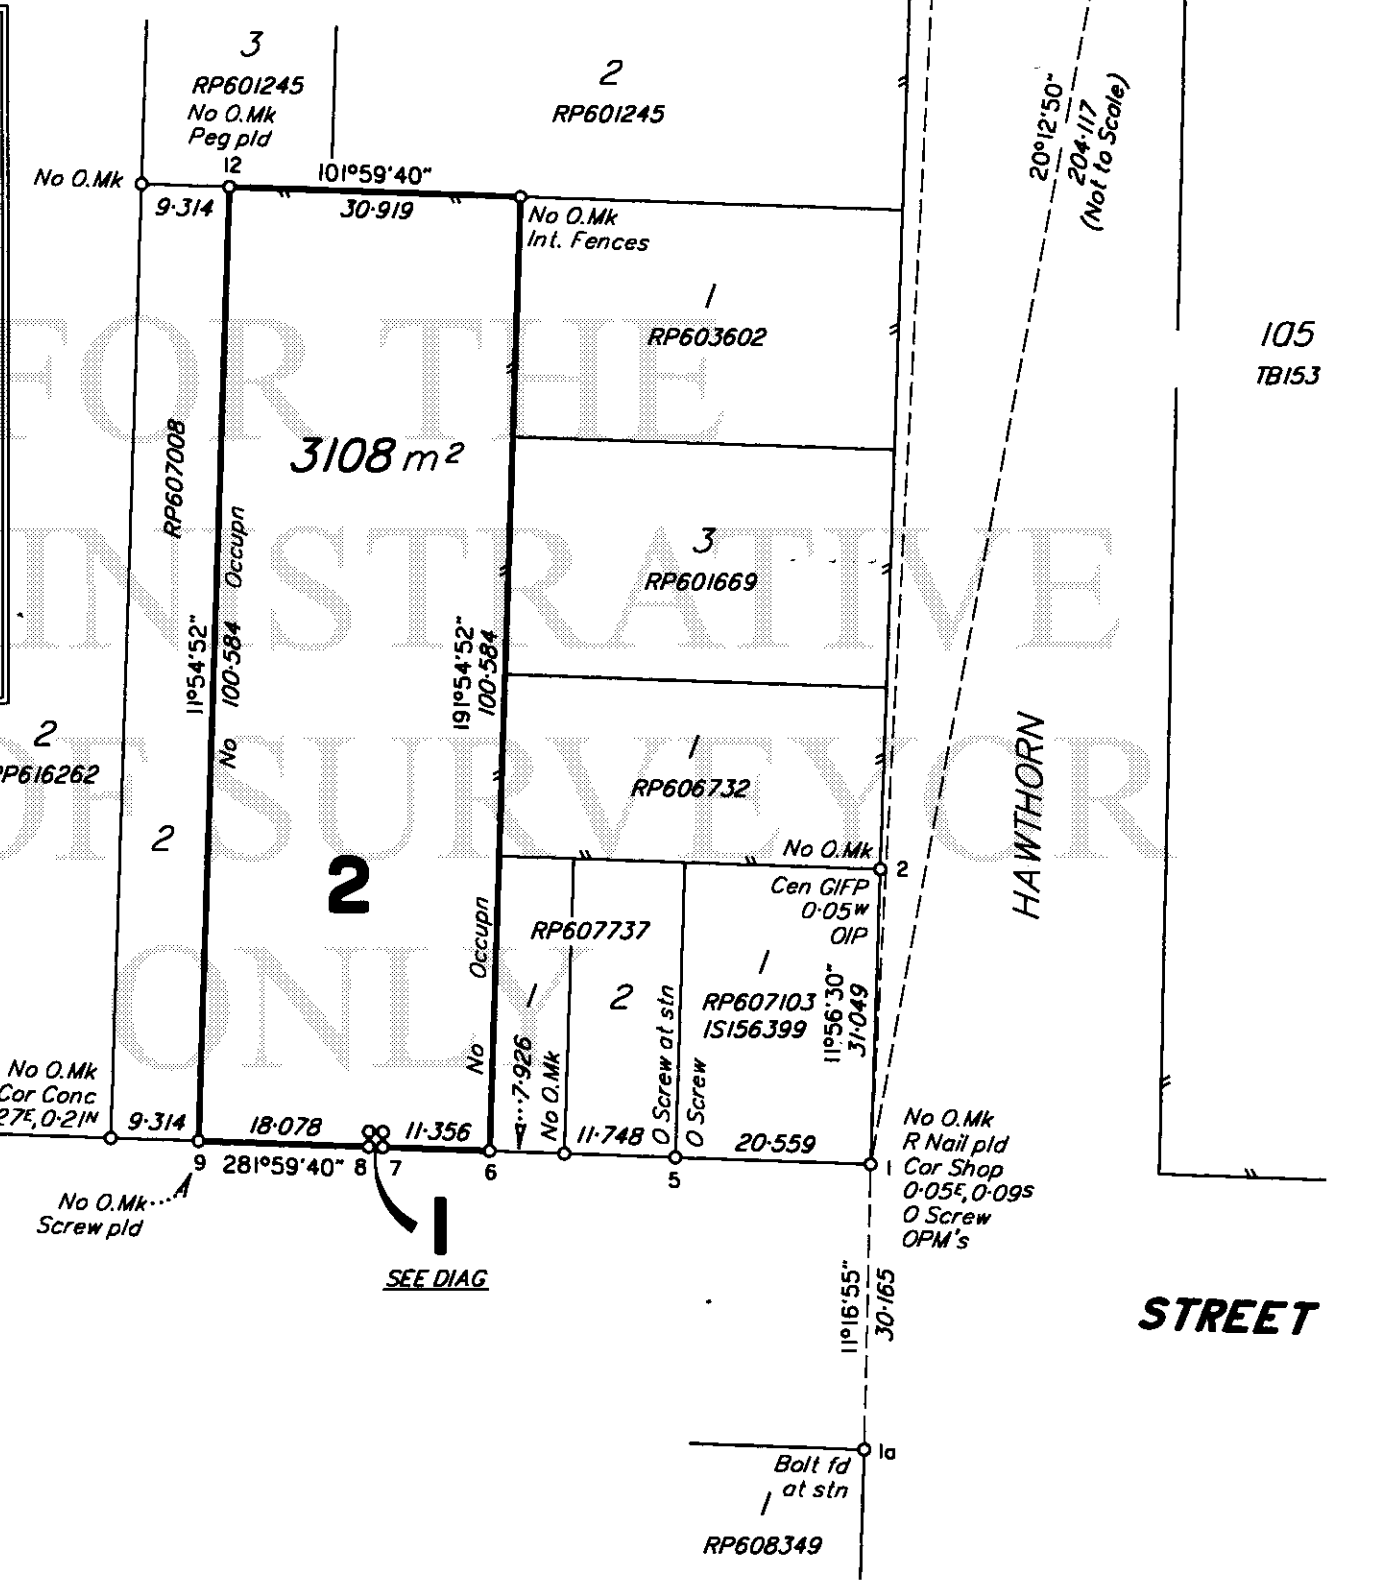 3
RP601245
No O.Mk
Peg pld
12
2
RP601245
No O.Mk
101°59'40"
9·314
30·919
No O.Mk
Int. Fences
20°12'50"
204·117
(Not to Scale)
1
RP603602
105
TB153
FOR THE
RP607008
3108 m²
INISTRATIVE
No Occupn
11°54'52"
100·584
191°54'52"
100·584
3
RP601669
2
RP616262
2
OF SURVEYOR
1
RP606732
HAWTHORN
2
No O.Mk
2
Cen GIFP
0·05W
OIP
ONLY
No Occupn
RP607737
1
2
1
RP607103
IS156399
11°56'30"
31·049
7·926
No O.Mk
O Screw at stn
O Screw
No O.Mk
Cor Conc
27E, 0·21N
9·314
18·078
11·356
11·748
20·559
9
281°59'40"
8
7
6
5
1
No O.Mk
R Nail pld
Cor Shop
0·05E, 0·09S
O Screw
OPM's
No O.Mk
Screw pld
1
SEE DIAG
11°16'55"
30·165
STREET
1a
Bolt fd
at stn
1
RP608349